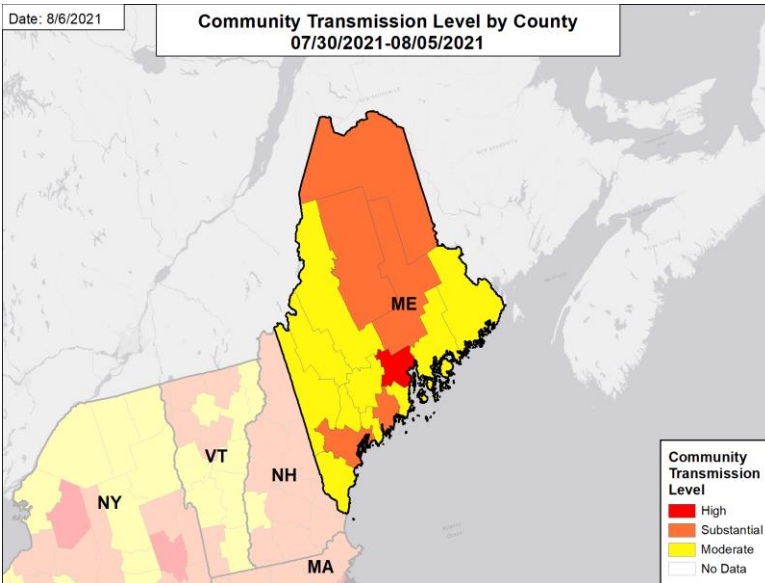 Date: 8/6/2021
Community Transmission Level by County
07/30/2021-08/05/2021
ME
VT
NH
NY
MA
Community
Transmission
Level
High
Substantial
Moderate
No Data